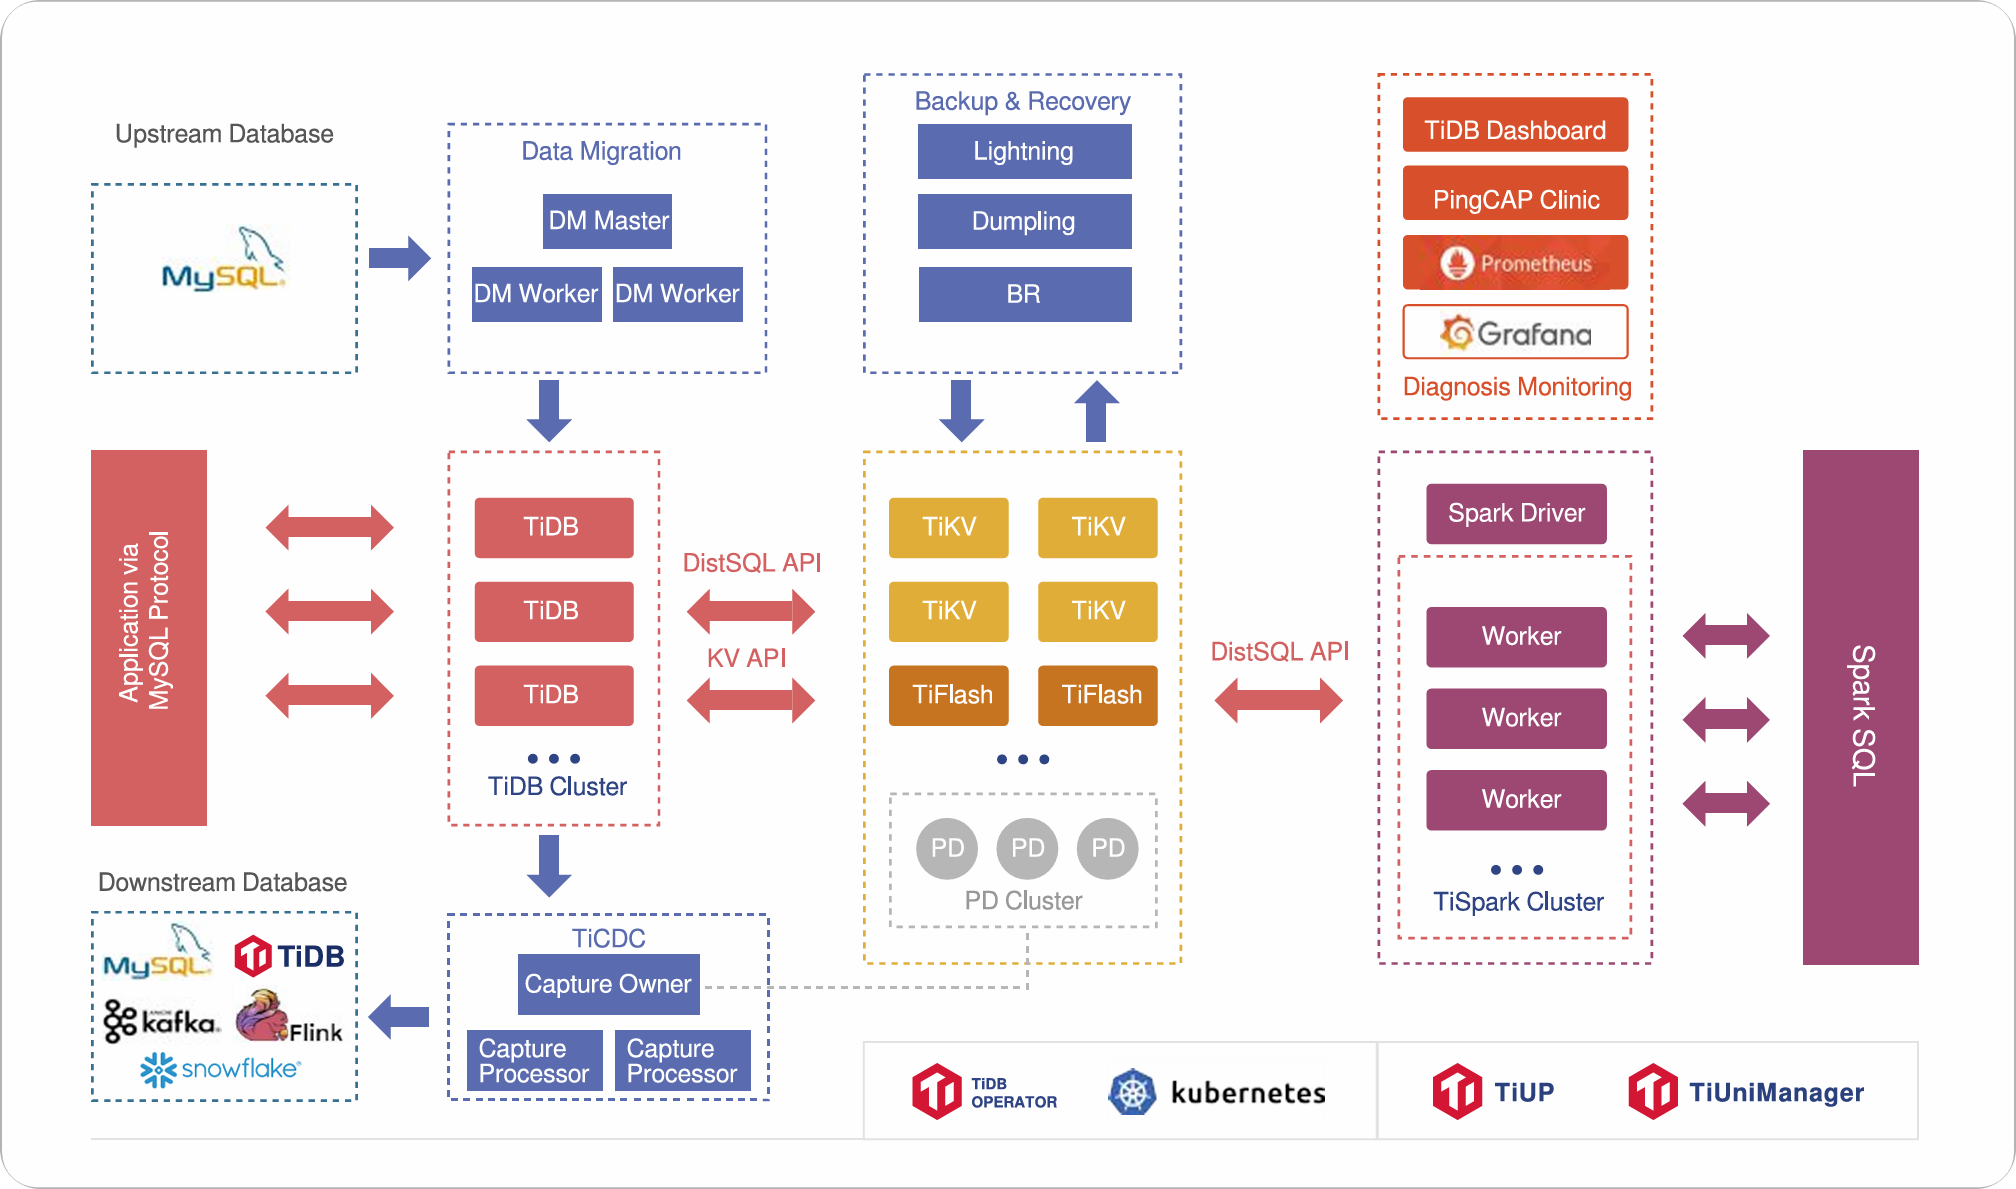 Upstream Database
MySQL
Data Migration
DM Master
DM Worker
DM Worker
Backup & Recovery
Lightning
Dumpling
BR
TiDB Dashboard
PingCAP Clinic
Prometheus
Grafana
Diagnosis Monitoring
Application via
MySQL Protocol
TiDB
TiDB
TiDB
TiDB Cluster
DistSQL API
KV API
TiKV
TiKV
TiKV
TiKV
TiFlash
TiFlash
PD
PD
PD
PD Cluster
DistSQL API
Spark Driver
Worker
Worker
Worker
TiSpark Cluster
Spark SQL
Downstream Database
MySQL
TiDB
kafka
Flink
snowflake
TiCDC
Capture Owner
Capture
Processor
Capture
Processor
TiDB
OPERATOR
kubernetes
TiUP
TiUniManager